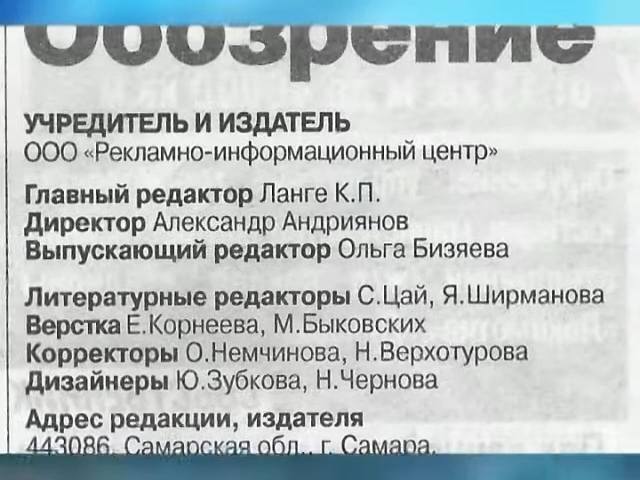 Обозрение
УЧРЕДИТЕЛЬ И ИЗДАТЕЛЬ
ООО «Рекламно-информационный центр»
Главный редактор Ланге К.П.
Директор Александр Андриянов
Выпускающий редактор Ольга Бизяева
Литературные редакторы С.Цай, Я.Ширманова
Верстка Е.Корнеева, М.Быковских
Корректоры О.Немчинова, Н.Верхотурова
Дизайнеры Ю.Зубкова, Н.Чернова
Адрес редакции, издателя
443086, Самарская обл., г. Самара,